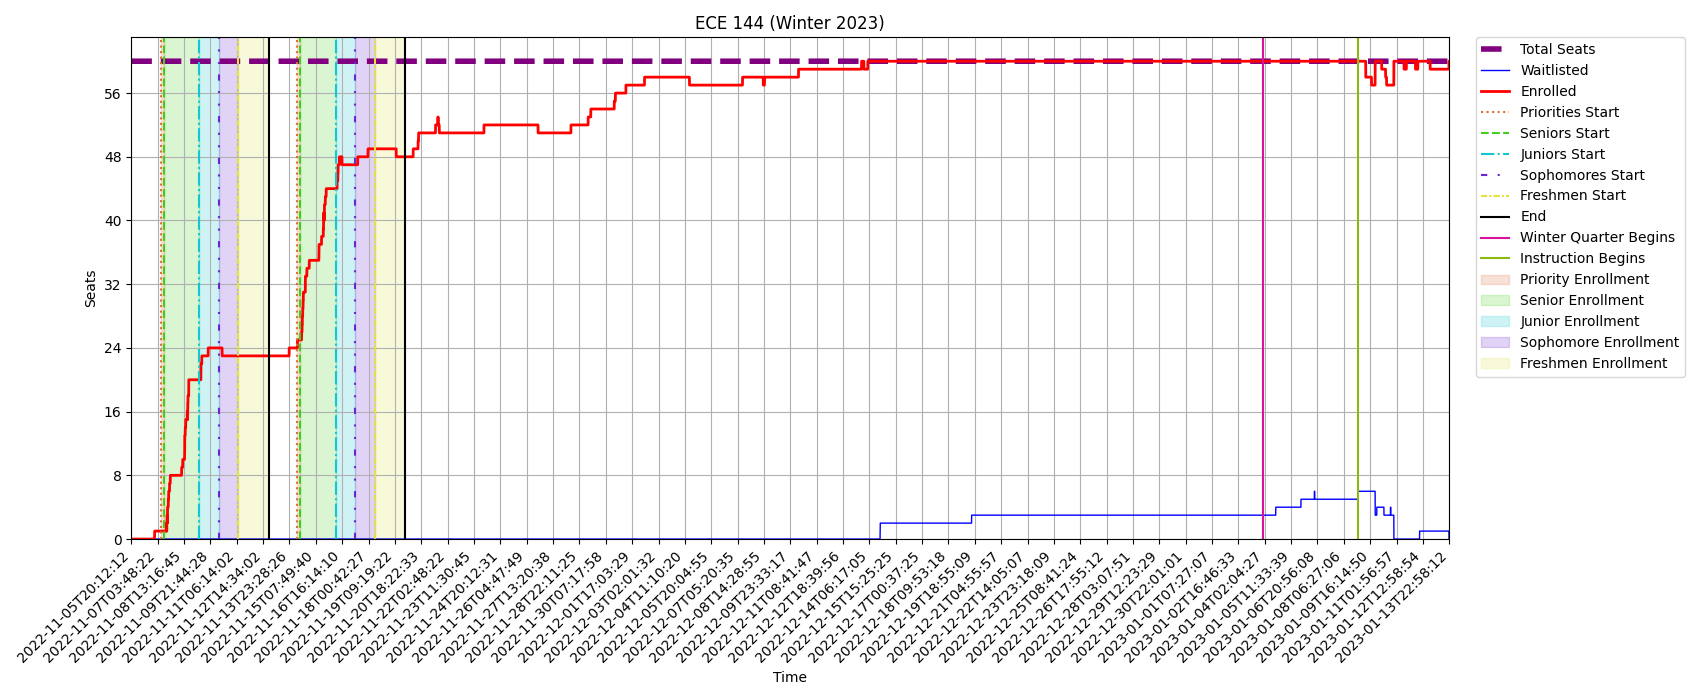 ECE 144 (Winter 2023)
Seats
56
48
40
32
24
16
8
0
2022-11-05T20:12:12
2022-11-07T03:48:22
2022-11-08T13:16:45
2022-11-09T21:44:28
2022-11-11T06:14:02
2022-11-12T14:34:02
2022-11-13T23:28:26
2022-11-15T07:49:40
2022-11-16T16:14:10
2022-11-18T00:42:27
2022-11-19T09:19:22
2022-11-20T18:22:33
2022-11-22T02:48:22
2022-11-23T11:30:45
2022-11-24T20:12:31
2022-11-26T04:47:49
2022-11-27T13:20:38
2022-11-28T22:11:25
2022-11-30T07:17:58
2022-12-01T17:03:29
2022-12-03T02:01:32
2022-12-04T11:10:20
2022-12-05T20:04:55
2022-12-07T05:20:35
2022-12-08T14:28:55
2022-12-09T23:33:17
2022-12-11T08:41:47
2022-12-12T18:39:56
2022-12-14T06:17:05
2022-12-15T15:25:25
2022-12-17T00:37:25
2022-12-18T09:53:18
2022-12-19T18:55:09
2022-12-21T04:55:57
2022-12-22T14:05:07
2022-12-23T23:18:09
2022-12-25T08:41:24
2022-12-26T17:55:12
2022-12-28T03:07:51
2022-12-29T12:23:29
2022-12-30T22:01:01
2023-01-01T07:27:07
2023-01-02T16:46:33
2023-01-04T02:04:27
2023-01-05T11:33:39
2023-01-06T20:56:08
2023-01-08T06:27:06
2023-01-09T16:14:50
2023-01-11T01:56:57
2023-01-12T12:58:54
2023-01-13T22:58:12
Time
Total Seats
Waitlisted
Enrolled
Priorities Start
Seniors Start
Juniors Start
Sophomores Start
Freshmen Start
End
Winter Quarter Begins
Instruction Begins
Priority Enrollment
Senior Enrollment
Junior Enrollment
Sophomore Enrollment
Freshmen Enrollment